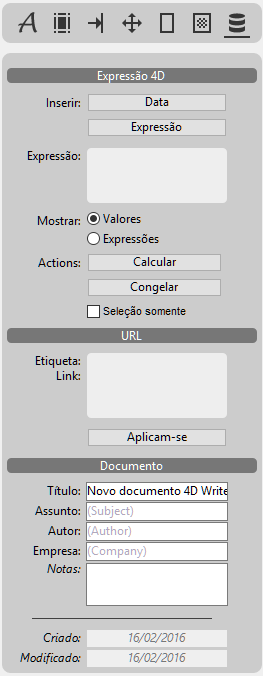 A
Expressão 4D
Inserir: Data
Expressão
Expressão:
Mostrar: Valores
Expressões
Actions: Calcular
Congelar
Seleção somente
URL
Etiqueta:
Link:
Aplicam-se
Documento
Título: Novo documento 4D Write
Assunto: (Subject)
Autor: (Author)
Empresa: (Company)
Notas:
Criado: 16/02/2016
Modificado: 16/02/2016